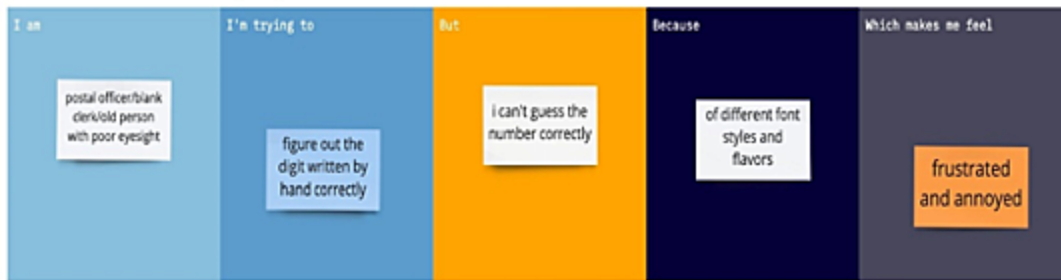 I am
postal officer/blank
clerk/old person
with poor eyesight
I'm trying to
figure out the
digit written by
hand correctly
But
i can't guess the
number correctly
Because
of different font
styles and
flavors
Which makes me feel
frustrated
and annoyed